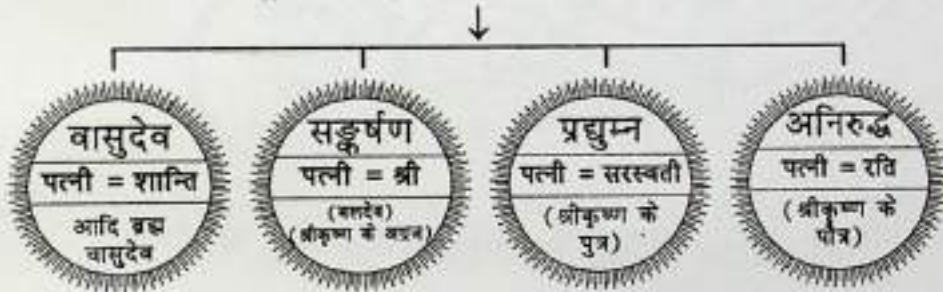 वासुदेव
पत्नी = शान्ति
आदि ब्रह्म
वासुदेव
सङ्कर्षण
पत्नी = श्री
(बलदेव)
(श्रीकृष्ण के अग्रज)
प्रद्युम्न
पत्नी = सरस्वती
(श्रीकृष्ण के
पुत्र)
अनिरुद्ध
पत्नी = रति
(श्रीकृष्ण के
पौत्र)